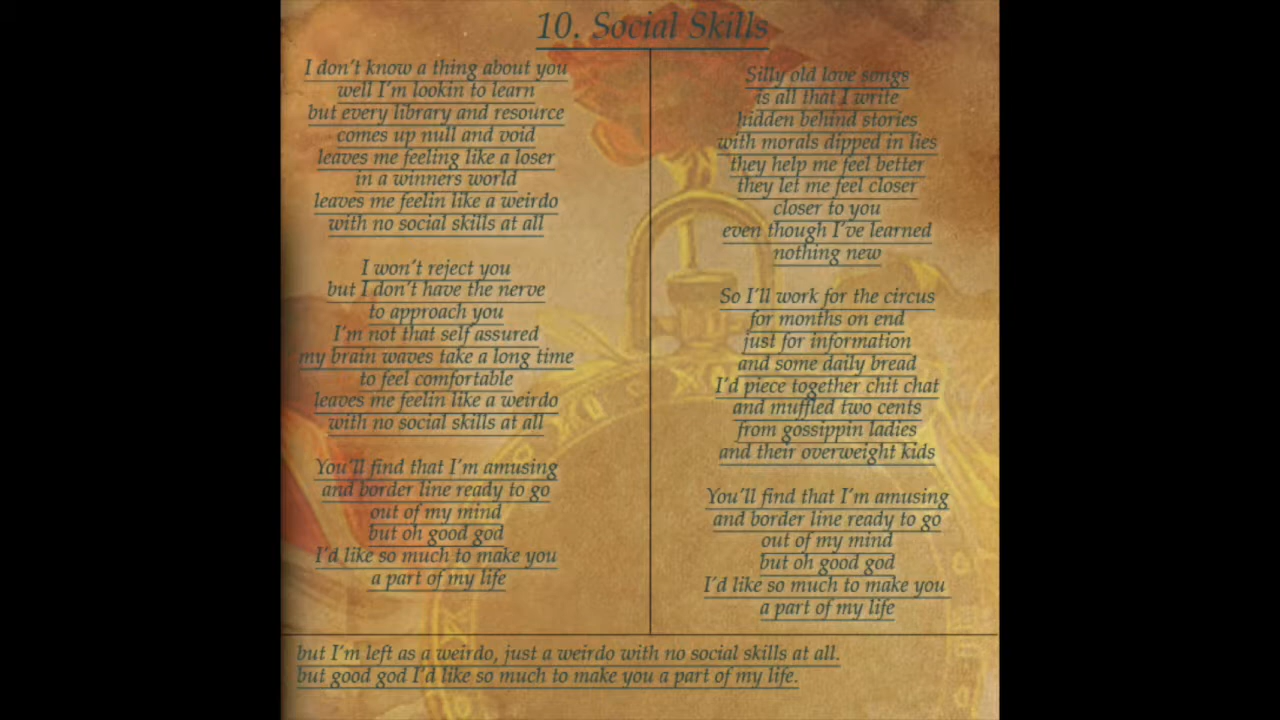 10. Social Skills
I don't know a thing about you
well I'm lookin to learn
but every library and resource
comes up null and void
leaves me feeling like a loser
in a winners world
leaves me feelin like a weirdo
with no social skills at all
I won't reject you
but I don't have the nerve
to approach you
I'm not that self assured
my brain waves take a long time
to feel comfortable
leaves me feelin like a weirdo
with no social skills at all
You'll find that I'm amusing
and border line ready to go
out of my mind
but oh good god
I'd like so much to make you
a part of my life
Silly old love songs
is all that I write
hidden behind stories
with morals dipped in lies
they help me feel better
they let me feel closer
closer to you
even though I've learned
nothing new
So I'll work for the circus
for months on end
just for information
and some daily bread
I'd piece together chit chat
and muffled two cents
from gossippin ladies
and their overweight kids
You'll find that I'm amusing
and border line ready to go
out of my mind
but oh good god
I'd like so much to make you
a part of my life
but I'm left as a weirdo, just a weirdo with no social skills at all.
but good god I'd like so much to make you a part of my life.